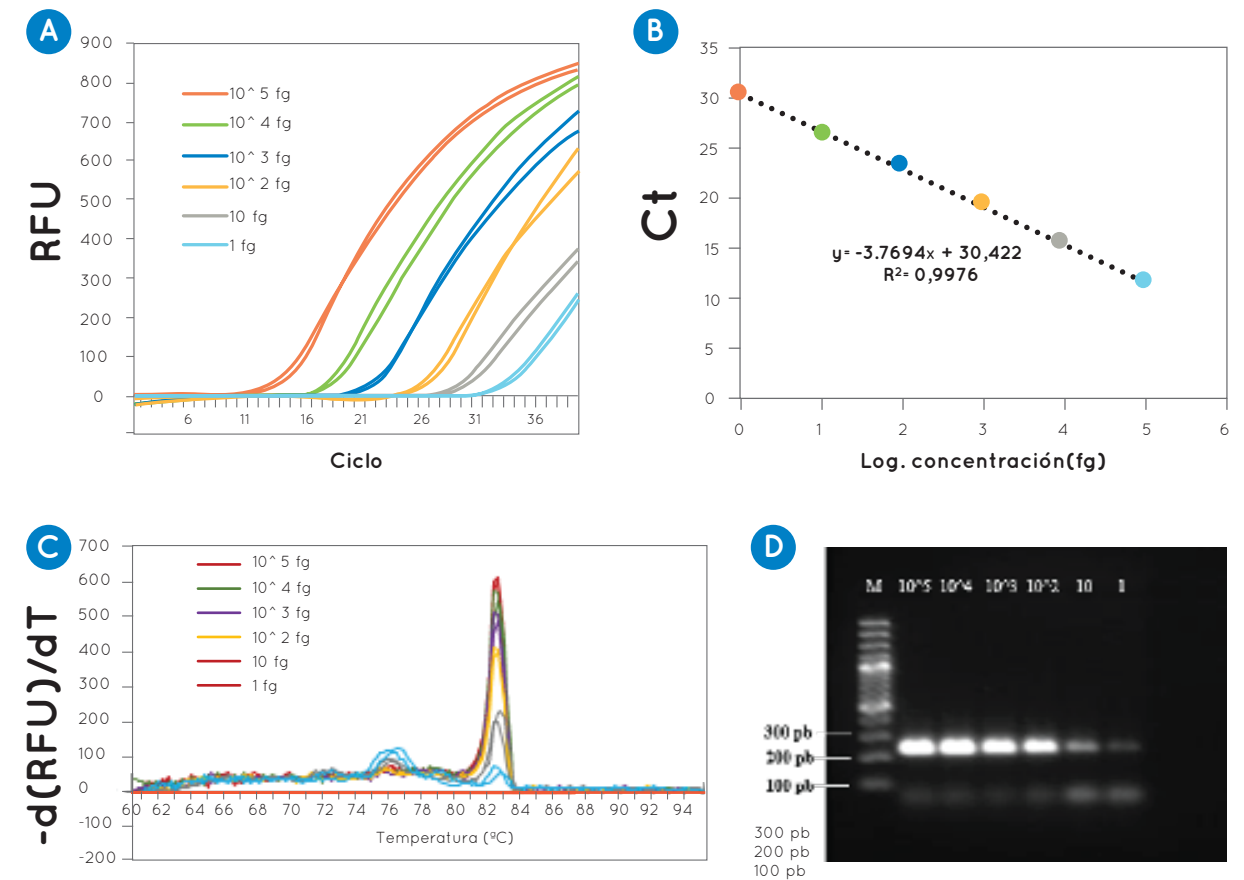 A
RFU
900
800
700
600
500
400
300
200
100
0
10^ 5 fg
10^ 4 fg
10^ 3 fg
10^ 2 fg
10 fg
1 fg
6 11 16 21 26 31 36
Ciclo
B
Ct
35
30
25
20
15
10
5
0
y= -3.7694x + 30,422
R²= 0,9976
0 1 2 3 4 5 6
Log. concentración(fg)
C
-d(RFU)/dT
700
600
500
400
300
200
100
0
-100
-200
10^ 5 fg
10^ 4 fg
10^ 3 fg
10^ 2 fg
10 fg
1 fg
60 62 64 66 68 70 72 74 76 78 80 82 84 86 88 90 92 94
Temperatura (ºC)
D
M 10^5 10^4 10^3 10^2 10 1
300 pb
200 pb
100 pb
300 pb
200 pb
100 pb